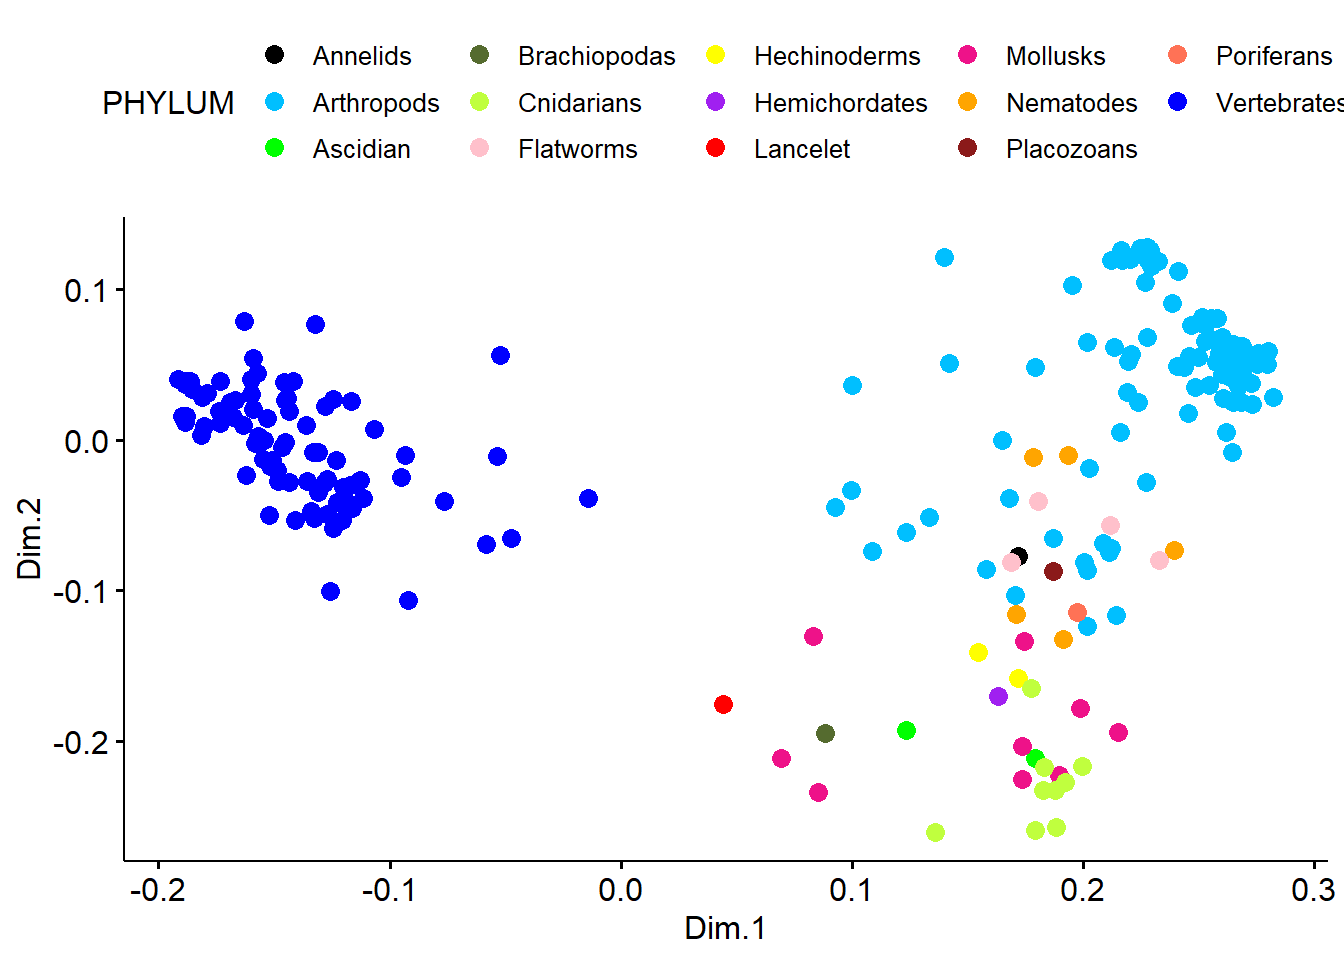 Annelids Brachiopodas Hechinoderms Mollusks Poriferans
PHYLUM Arthropods Cnidarians Hemichordates Nematodes Vertebrates
Ascidian Flatworms Lancelet Placozoans
0.1
0.0
-0.1
-0.2
Dim.2
-0.2 -0.1 0.0 0.1 0.2 0.3
Dim.1